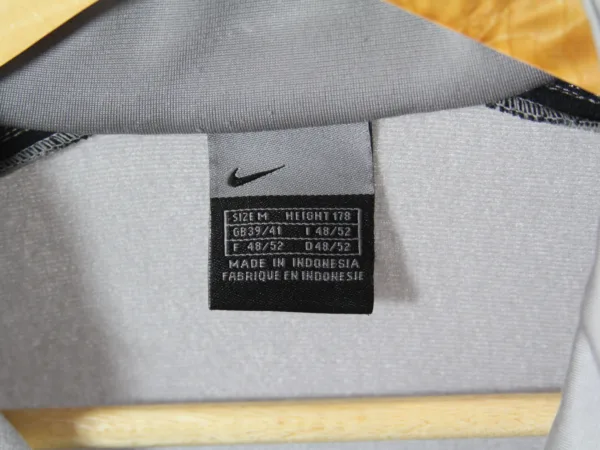 SIZE M HEIGHT 178
GB39/41 I 48/52
F 48/52 D48/52
MADE IN INDONESIA
FABRIQUE EN INDONESIE